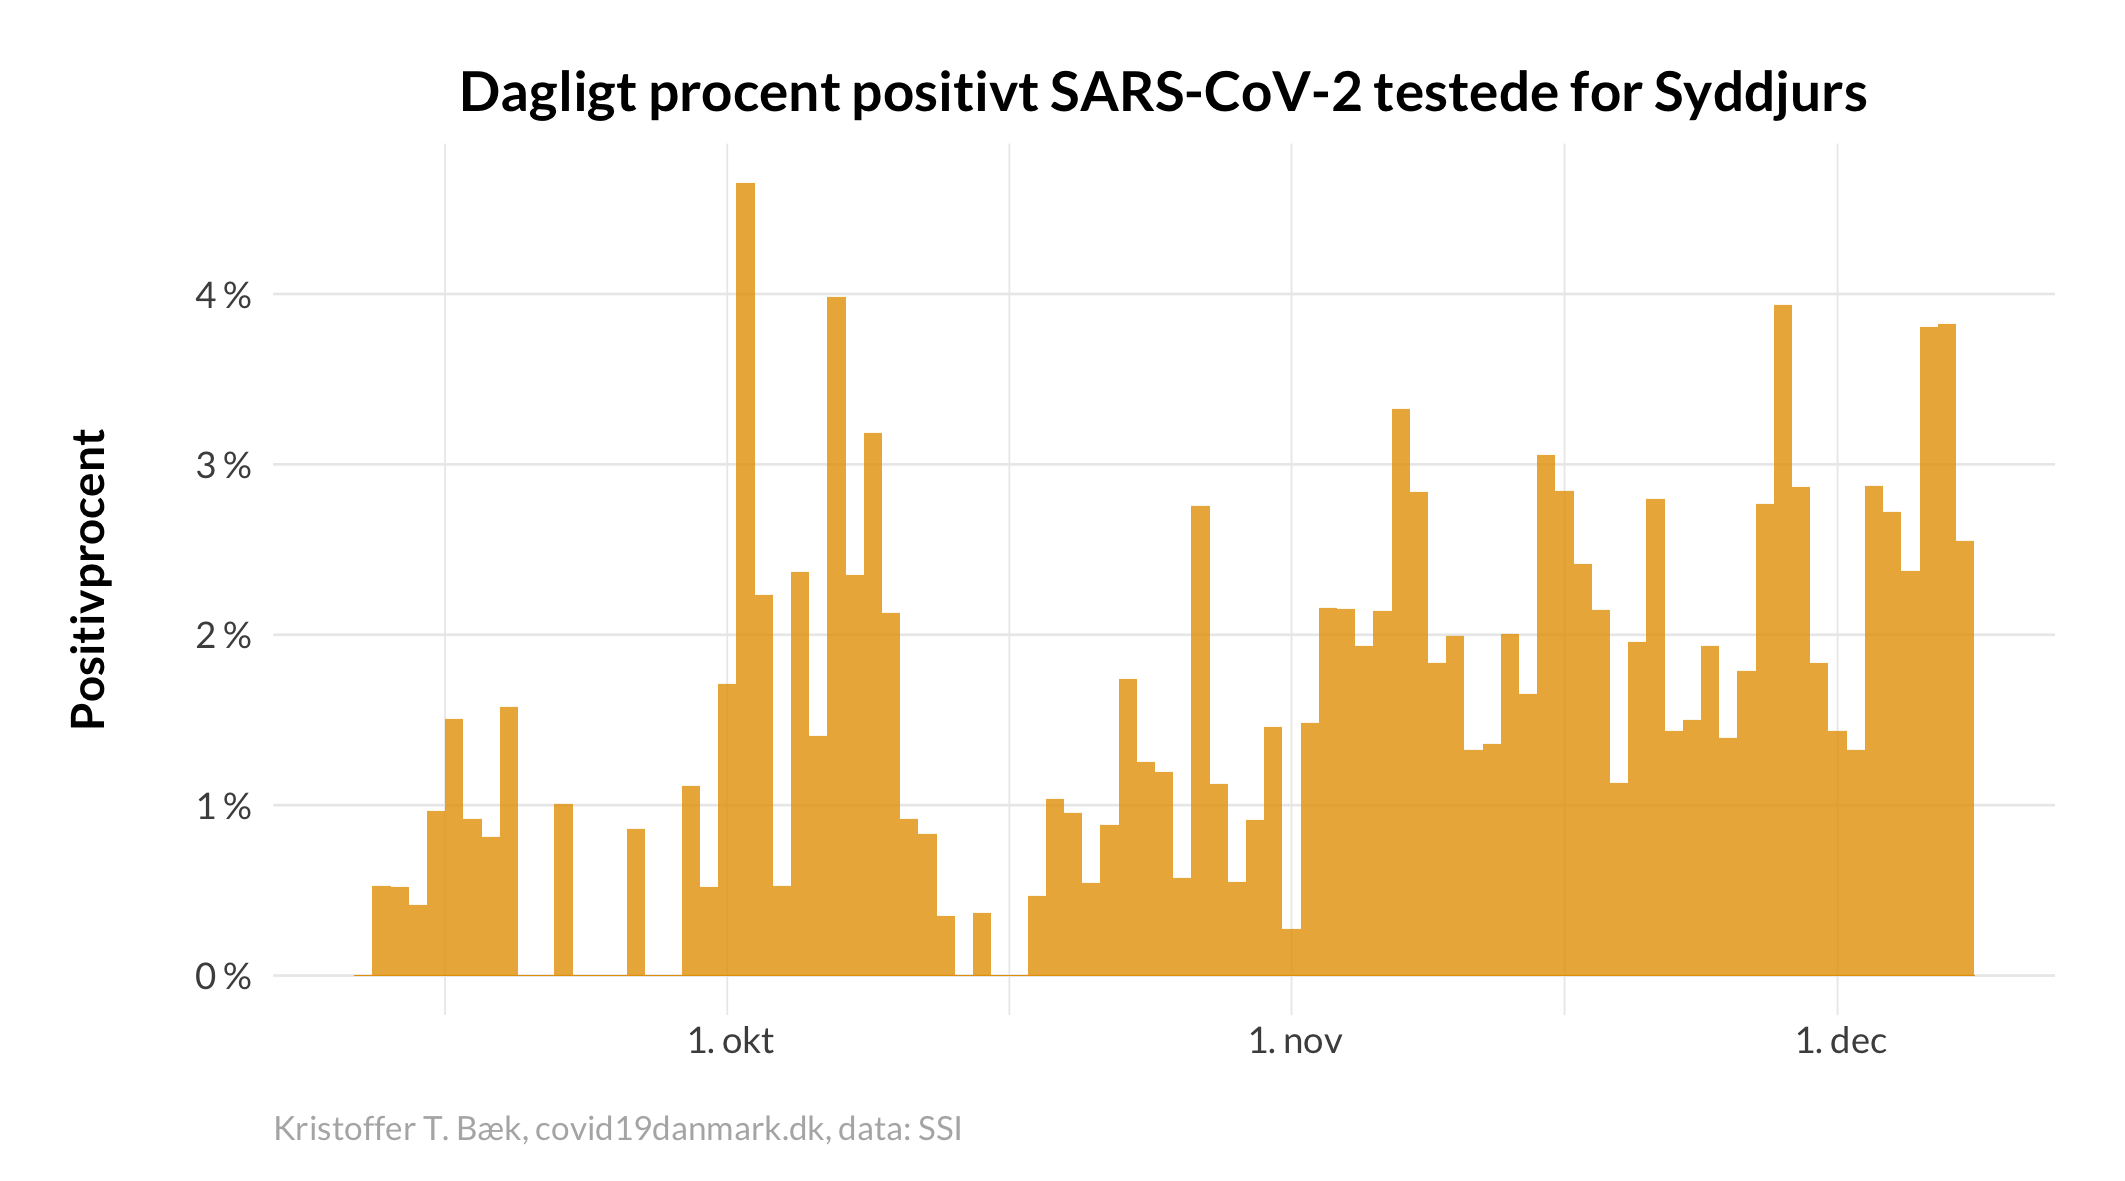 Dagligt procent positivt SARS-CoV-2 testede for Syddjurs
Positivprocent
4 %
3 %
2 %
1 %
0 %
1. okt
1. nov
1. dec
Kristoffer T. Bæk, covid19danmark.dk, data: SSI